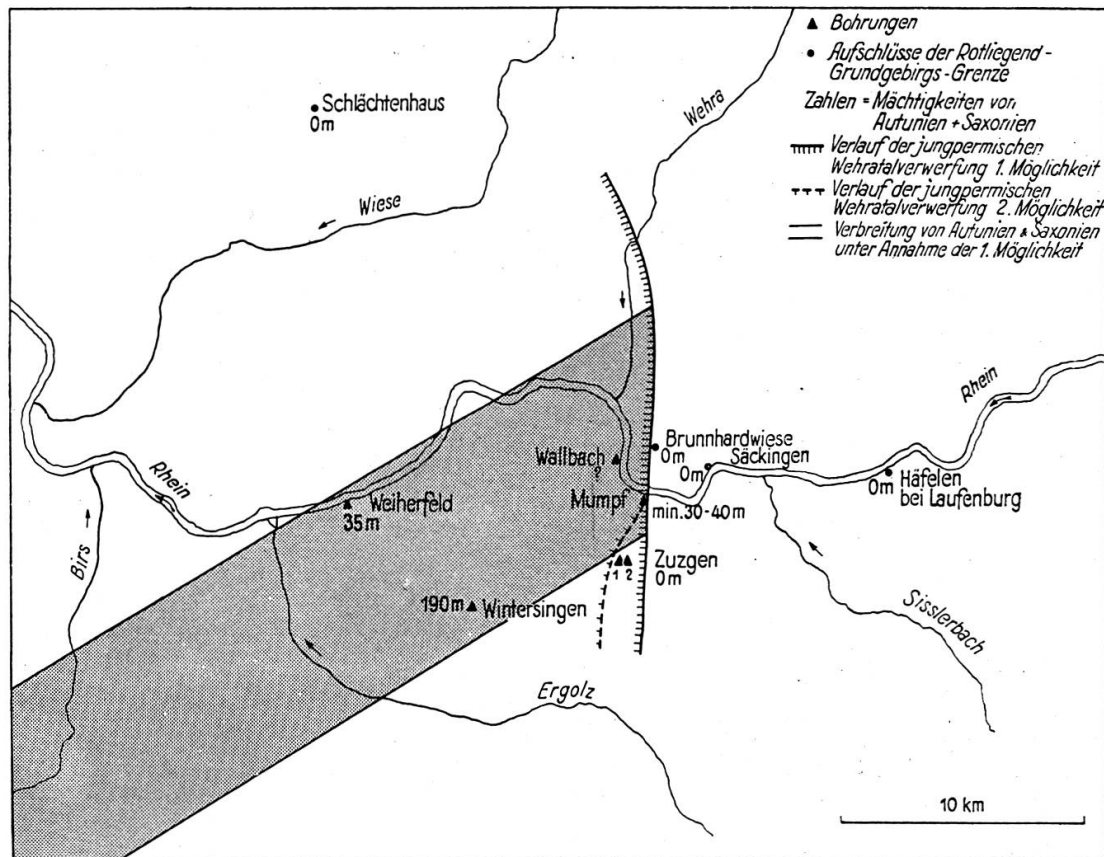 ▲ Bohrungen
● Aufschlüsse der Rotliegend-
Grundgebirgs-Grenze
Zahlen = Mächtigkeiten von
Autunien + Saxonien
Verlauf der jungpermischen
Wehratalverwerfung 1. Möglichkeit
Verlauf der jungpermischen
Wehratalverwerfung 2. Möglichkeit
Verbreitung von Autunien & Saxonien
unter Annahme der 1. Möglichkeit
Schlächtenhaus
0m
Wehra
Wiese
Rhein
Brunnhardwiese
0m
Säckingen
0m
Wallbach
?
Häfelen
bei Laufenburg
0m
Rhein
Weiherfeld
35m
Mumpf
min.30-40m
Birs
Zuzgen
0m
1 2
190m
Wintersingen
Sisslerbach
Ergolz
10 km